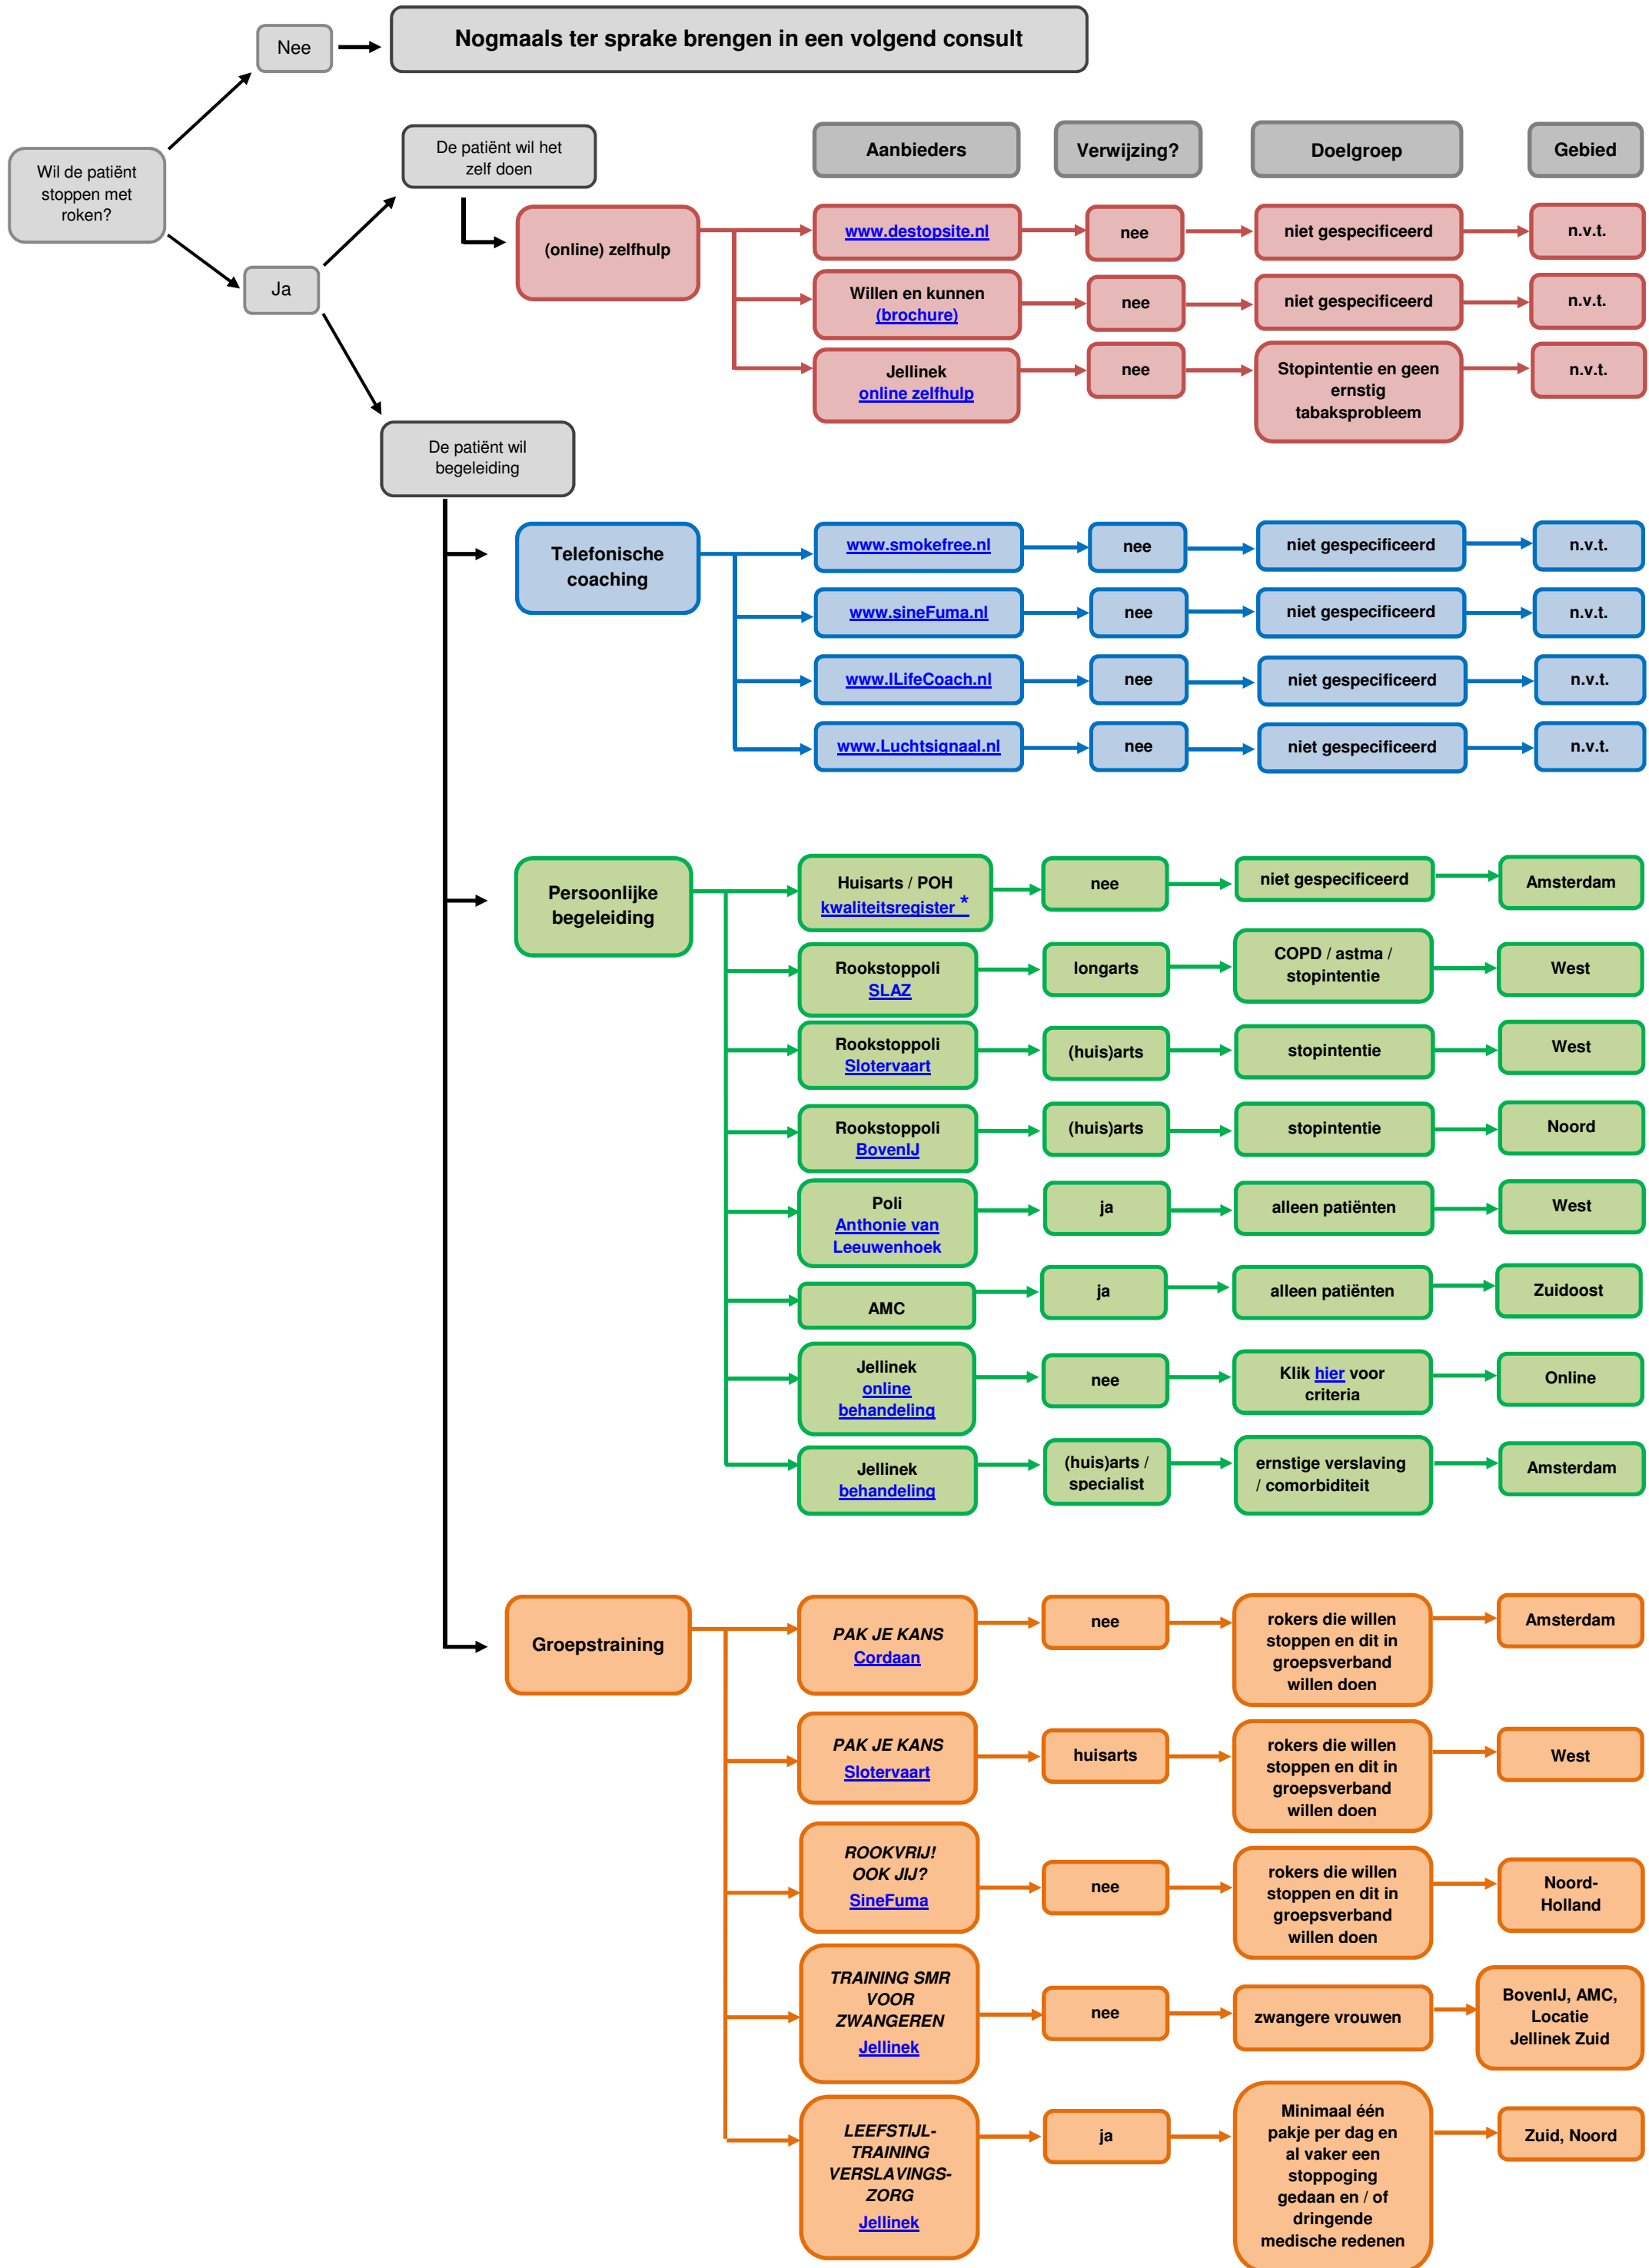 Nee
Nogmaals ter sprake brengen in een volgend consult
Wil de patiënt
stoppen met
roken?
Ja
De patiënt wil het
zelf doen
Aanbieders
Verwijzing?
Doelgroep
Gebied
(online) zelfhulp
www.destopsite.nl
nee
niet gespecificeerd
n.v.t.
Willen en kunnen
(brochure)
nee
niet gespecificeerd
n.v.t.
Jellinek
online zelfhulp
nee
Stopintentie en geen
ernstig
tabaksprobleem
n.v.t.
De patiënt wil
begeleiding
Telefonische
coaching
www.smokefree.nl
nee
niet gespecificeerd
n.v.t.
www.sineFuma.nl
nee
niet gespecificeerd
n.v.t.
www.ILifeCoach.nl
nee
niet gespecificeerd
n.v.t.
www.Luchtsignaal.nl
nee
niet gespecificeerd
n.v.t.
Persoonlijke
begeleiding
Huisarts / POH
kwaliteitsregister *
nee
niet gespecificeerd
Amsterdam
Rookstoppoli
SLAZ
longarts
COPD / astma /
stopintentie
West
Rookstoppoli
Slotervaart
(huis)arts
stopintentie
West
Rookstoppoli
BovenIJ
(huis)arts
stopintentie
Noord
Poli
Anthonie van
Leeuwenhoek
ja
alleen patiënten
West
AMC
ja
alleen patiënten
Zuidoost
Jellinek
online
behandeling
nee
Klik hier voor
criteria
Online
Jellinek
behandeling
(huis)arts /
specialist
ernstige verslaving
/ comorbiditeit
Amsterdam
Groepstraining
PAK JE KANS
Cordaan
nee
rokers die willen
stoppen en dit in
groepsverband
willen doen
Amsterdam
PAK JE KANS
Slotervaart
huisarts
rokers die willen
stoppen en dit in
groepsverband
willen doen
West
ROOKVRIJ!
OOK JIJ?
SineFuma
nee
rokers die willen
stoppen en dit in
groepsverband
willen doen
Noord-
Holland
TRAINING SMR
VOOR
ZWANGEREN
Jellinek
nee
zwangere vrouwen
BovenIJ, AMC,
Locatie
Jellinek Zuid
LEEFSTIJL-
TRAINING
VERSLAVINGS-
ZORG
Jellinek
ja
Minimaal één
pakje per dag en
al vaker een
stoppoging
gedaan en / of
dringende
medische redenen
Zuid, Noord